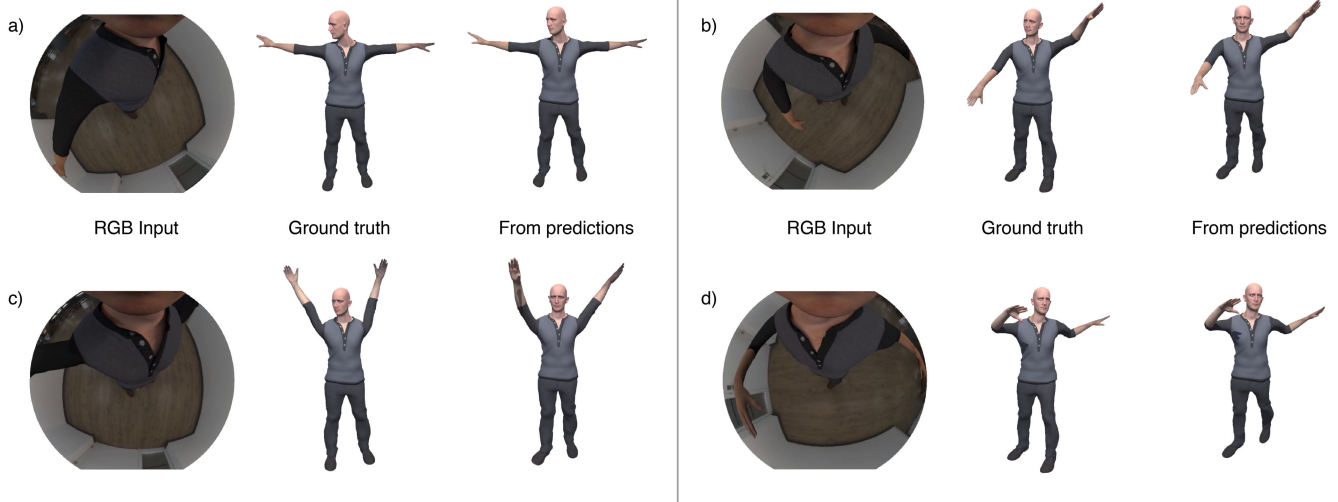 a)
b)
RGB Input
Ground truth
From predictions
RGB Input
Ground truth
From predictions
c)
d)